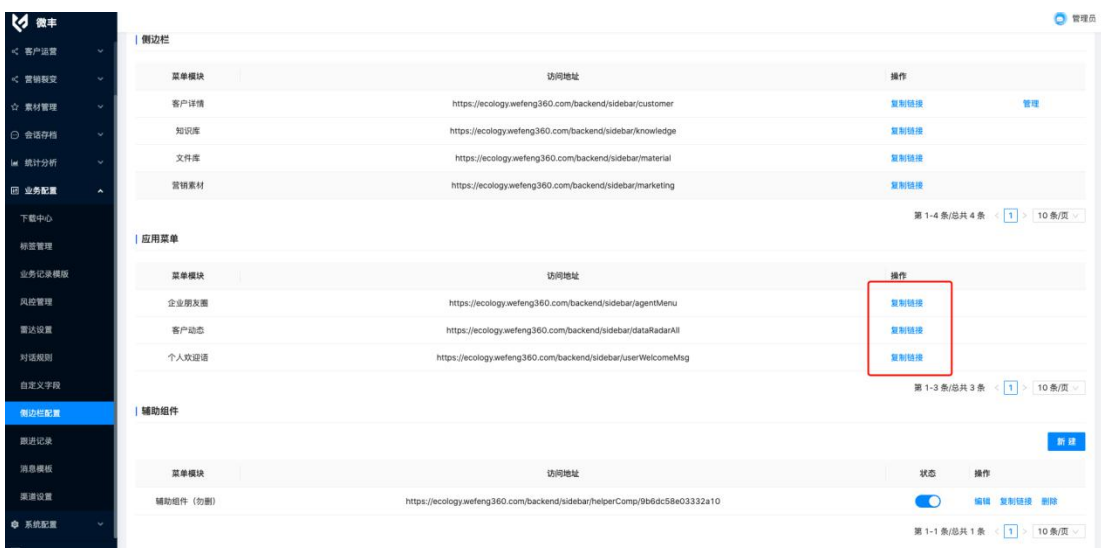 微丰
管理员
客户运营
营销裂变
素材管理
会话存档
统计分析
业务配置
下载中心
标签管理
业务记录模版
风控管理
雷达设置
对话规则
自定义字段
侧边栏配置
跟进记录
消息模板
渠道设置
系统配置
侧边栏
菜单模块 访问地址 操作
客户详情 https://ecology.wefeng360.com/backend/sidebar/customer 复制链接 管理
知识库 https://ecology.wefeng360.com/backend/sidebar/knowledge 复制链接
文件库 https://ecology.wefeng360.com/backend/sidebar/material 复制链接
营销素材 https://ecology.wefeng360.com/backend/sidebar/marketing 复制链接
第 1-4 条/总共 4 条 < 1 > 10 条/页
应用菜单
菜单模块 访问地址 操作
企业朋友圈 https://ecology.wefeng360.com/backend/sidebar/agentMenu 复制链接
客户动态 https://ecology.wefeng360.com/backend/sidebar/dataRadarAll 复制链接
个人欢迎语 https://ecology.wefeng360.com/backend/sidebar/userWelcomeMsg 复制链接
第 1-3 条/总共 3 条 < 1 > 10 条/页
辅助组件
新 建
菜单模块 访问地址 状态 操作
辅助组件（勿删） https://ecology.wefeng360.com/backend/sidebar/helperComp/9b6dc58e03332a10 编辑 复制链接 删除
第 1-1 条/总共 1 条 < 1 > 10 条/页